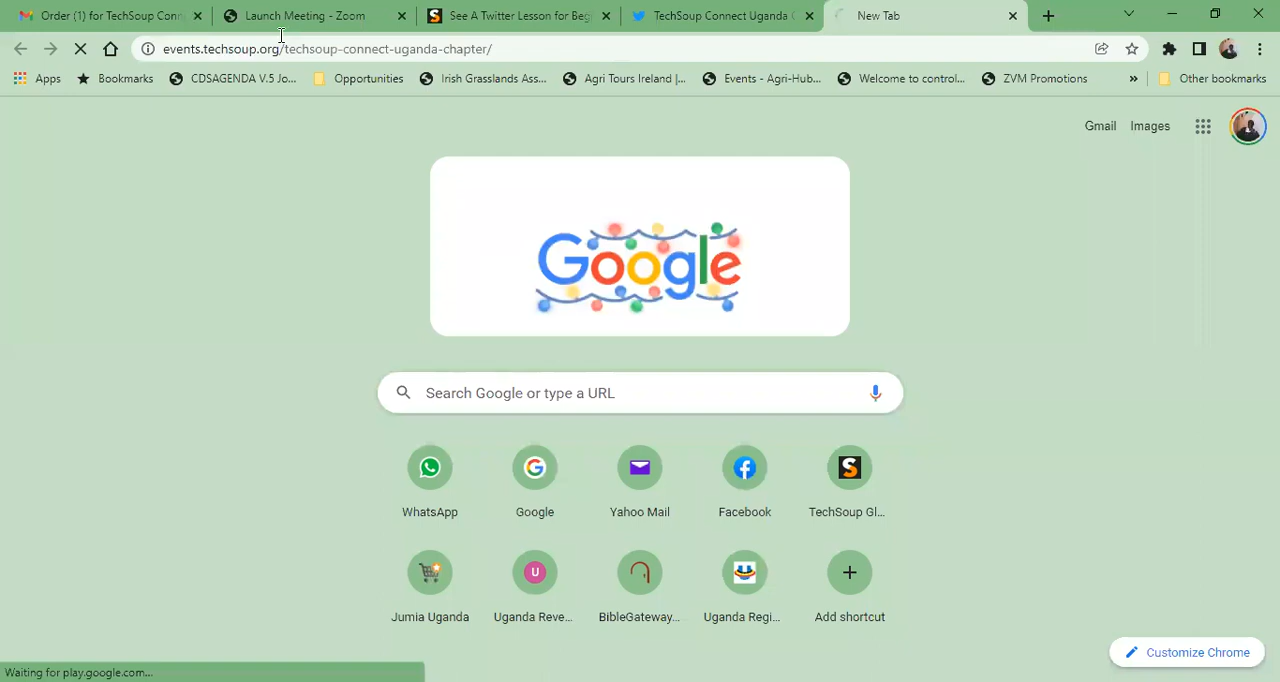 Order (1) for TechSoup Conn
Launch Meeting - Zoom
See A Twitter Lesson for Beg
TechSoup Connect Uganda (
New Tab
events.techsoup.org/techsoup-connect-uganda-chapter/
Apps
Bookmarks
CDSAGENDA V.5 Jo...
Opportunities
Irish Grasslands Ass...
Agri Tours Ireland |...
Events - Agri-Hub...
Welcome to control...
ZVM Promotions
»
Other bookmarks
Gmail
Images
Google
Search Google or type a URL
WhatsApp
Google
Yahoo Mail
Facebook
TechSoup Gl...
U
Jumia Uganda
Uganda Reve...
BibleGateway...
Uganda Regi...
Add shortcut
Customize Chrome
Waiting for play.google.com...